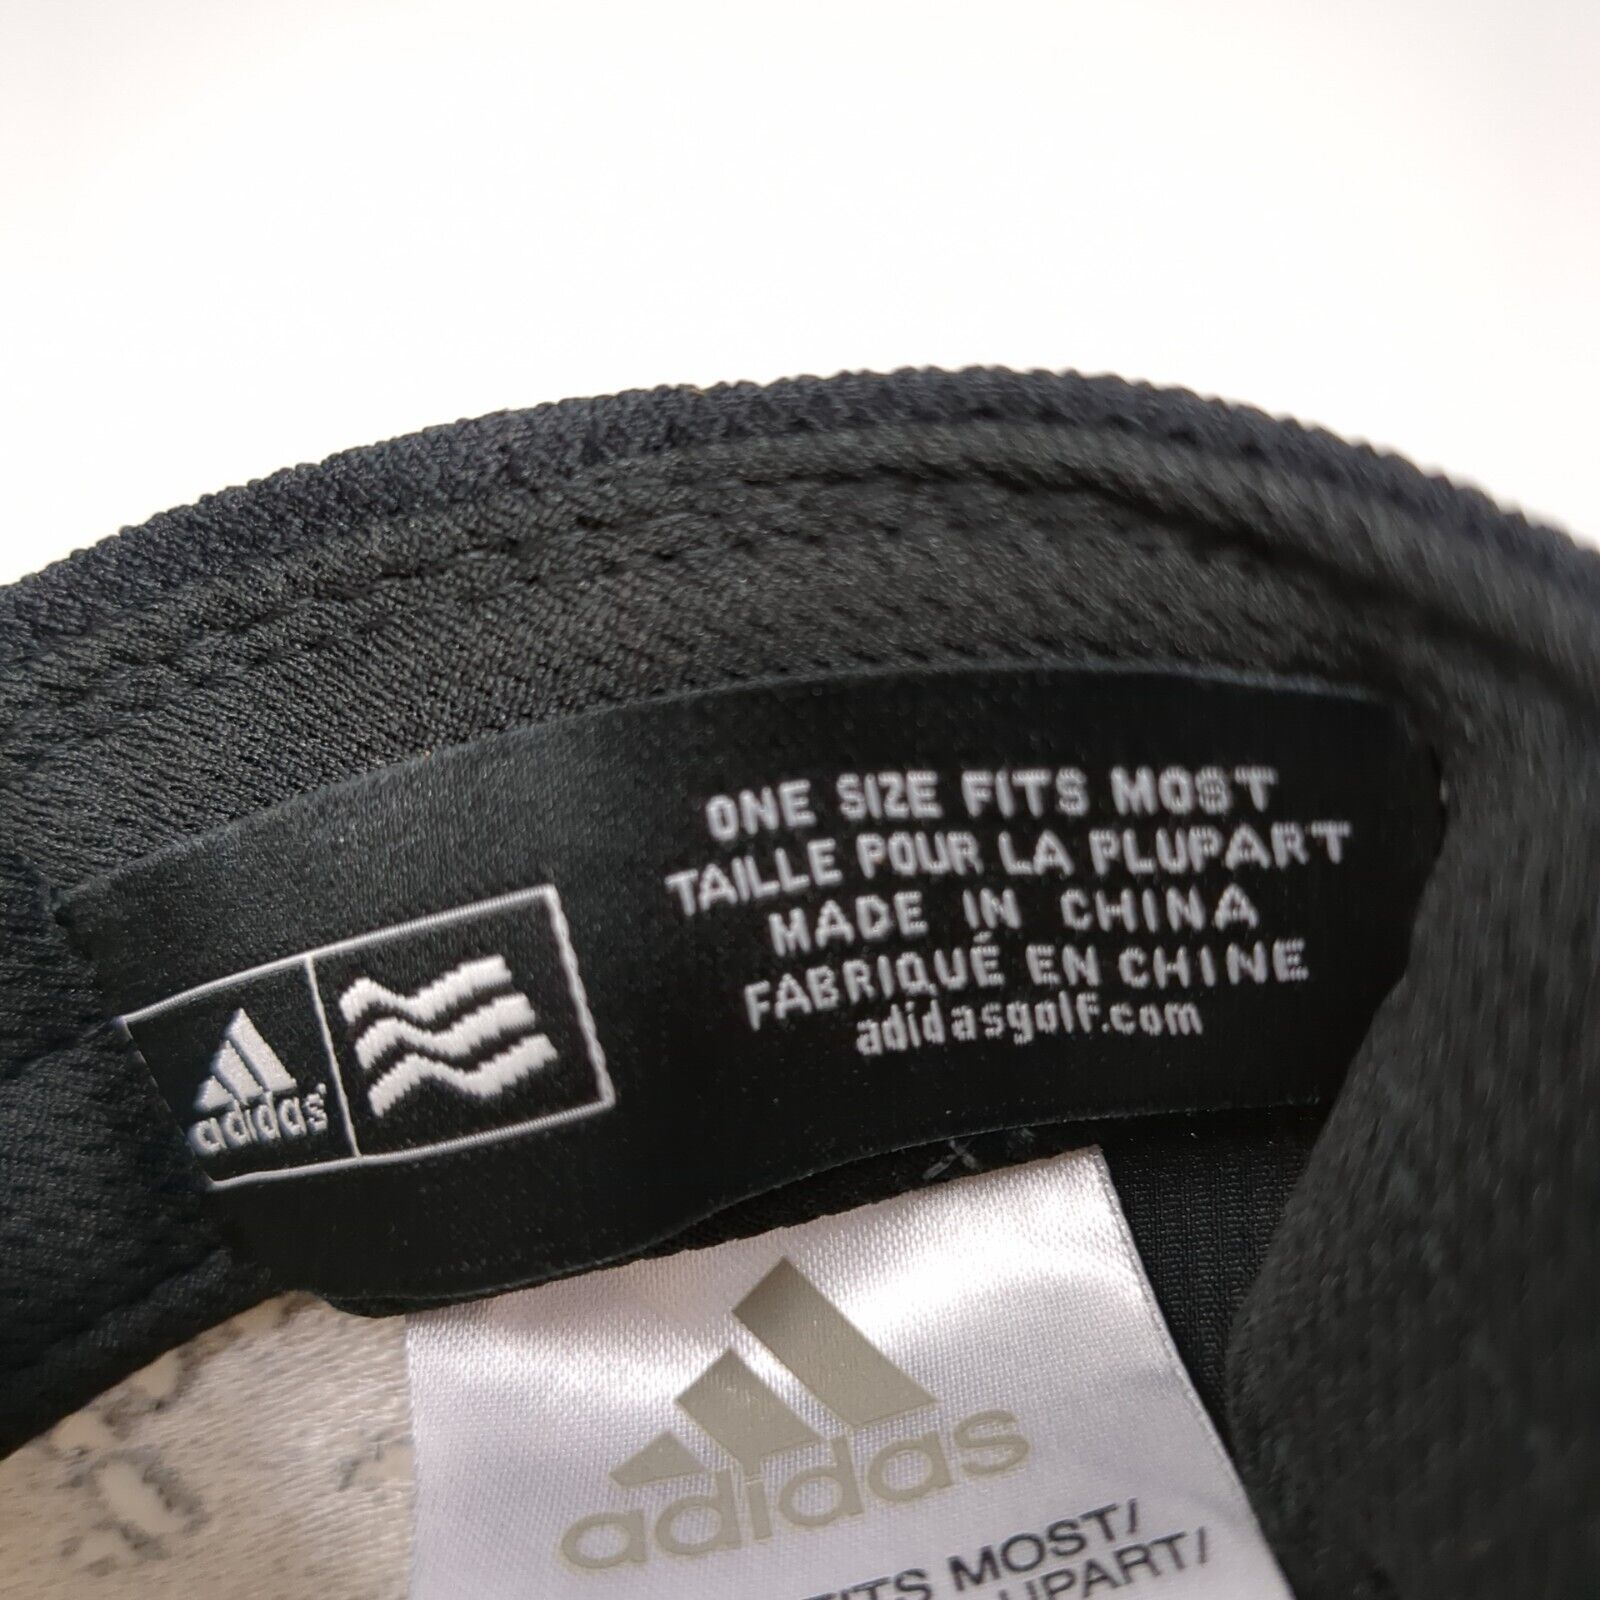 ONE SIZE FITS MOST
TAILLE POUR LA PLUPART
MADE IN CHINA
FABRIQUÉ EN CHINE
adidasgolf.com
adidas
adidas
FITS MOST/